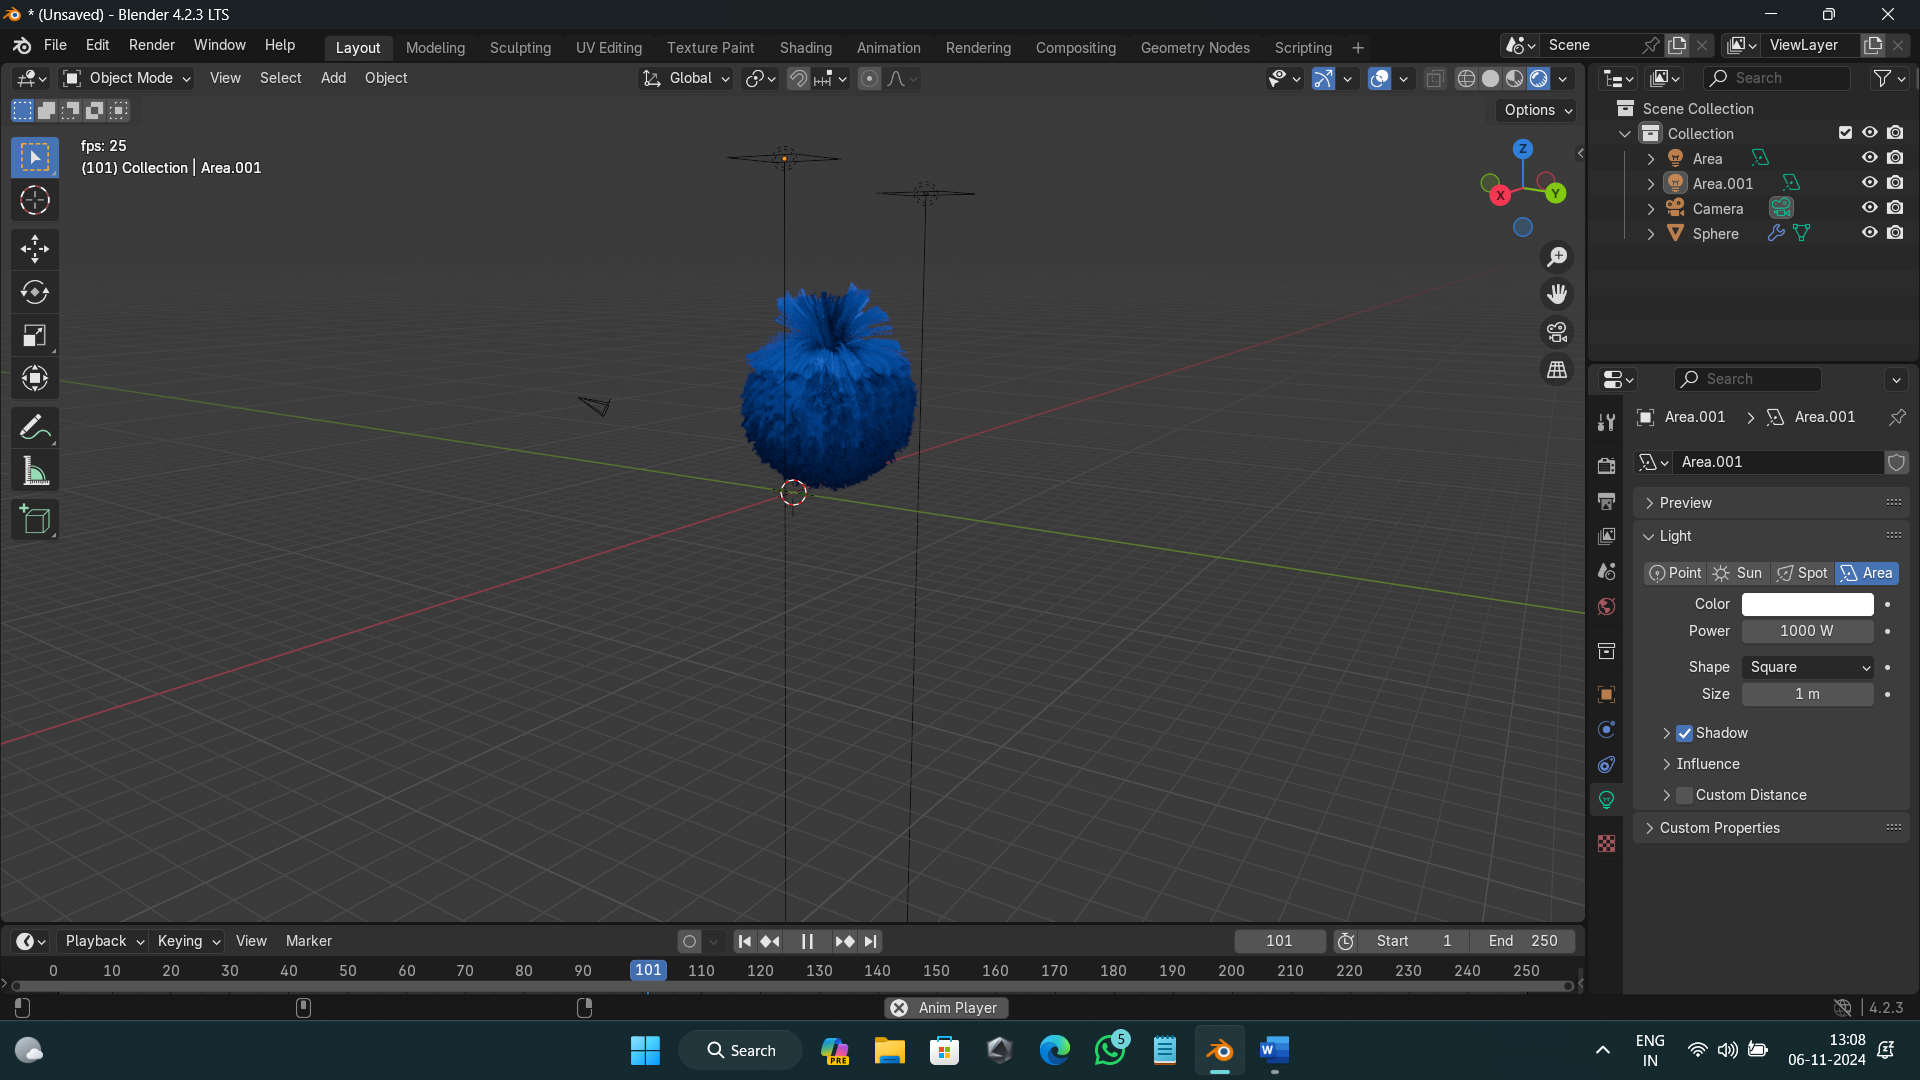 * (Unsaved) - Blender 4.2.3 LTS
File Edit Render Window Help Layout Modeling Sculpting UV Editing Texture Paint Shading Animation Rendering Compositing Geometry Nodes Scripting + Scene ViewLayer
Object Mode View Select Add Object Global Search
Options
Scene Collection
Collection
fps: 25
(101) Collection | Area.001
Z
X
Y
Area
Area.001
Camera
Sphere
Search
Area.001 > Area.001
Area.001
Preview
Light
Point Sun Spot Area
Color
Power 1000 W
Shape Square
Size 1 m
Shadow
Influence
Custom Distance
Custom Properties
Playback Keying View Marker 101 Start 1 End 250
0 10 20 30 40 50 60 70 80 90 101 110 120 130 140 150 160 170 180 190 200 210 220 230 240 250
Anim Player 4.2.3
Search PRE 5 W ENG IN 13:08
06-11-2024